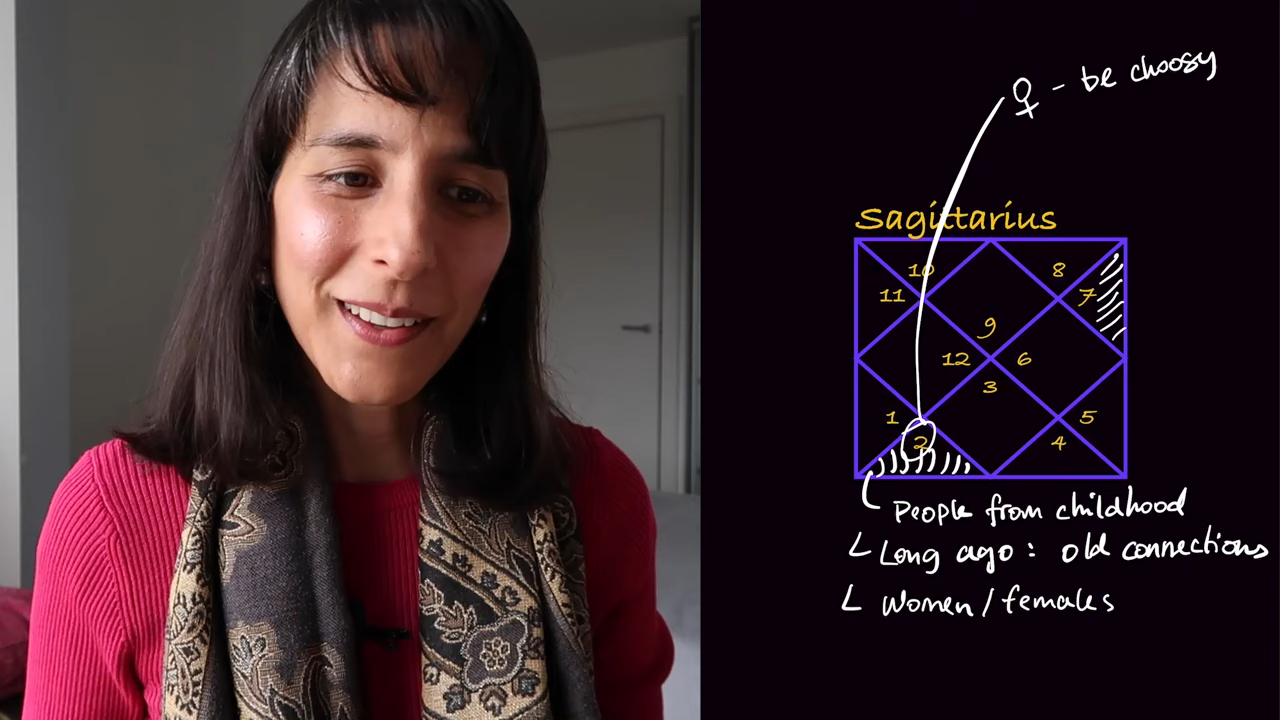 ♀ - be choosy
Sagittarius
10 8
11 7
9
12 6
3
1 5
2 4
People from childhood
Long ago: old connections
Women/females